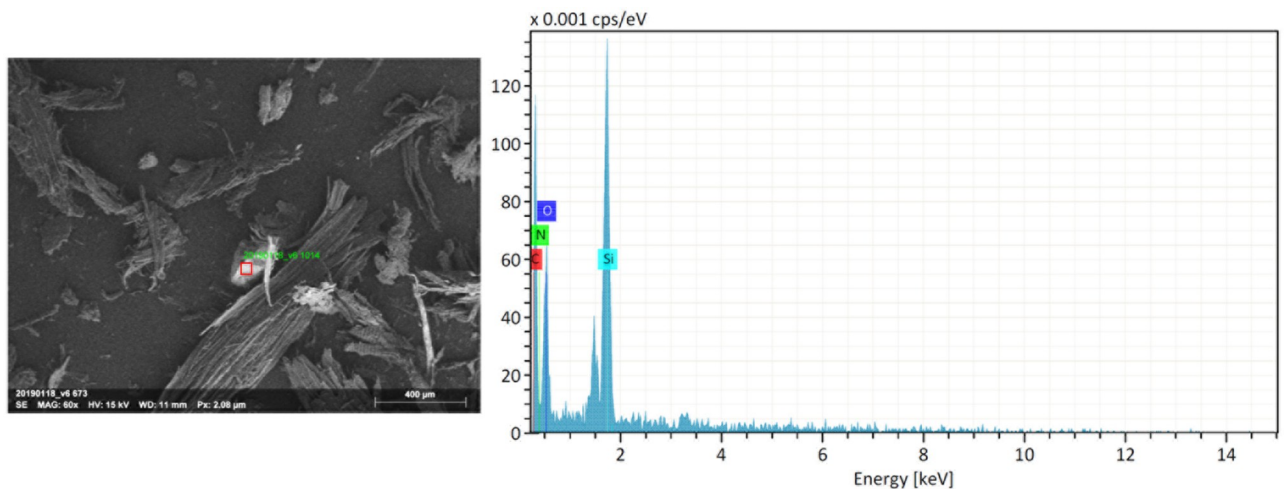 x 0.001 cps/eV
120
100
80
60
40
20
0
O
N
C
Si
2
4
6
8
10
12
14
Energy [keV]
20190118_v6 1014
20190118_v6 673
SE MAG: 60x HV: 15 kV WD: 11 mm Px: 2.08 µm
400 µm